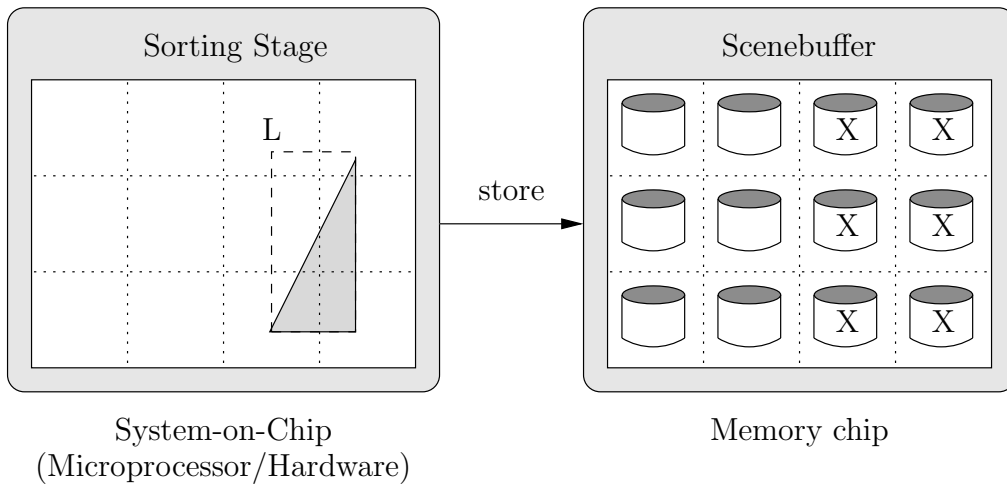 Sorting Stage
L
System-on-Chip
(Microprocessor/Hardware)
store
Scenebuffer
X X
X X
X X
Memory chip